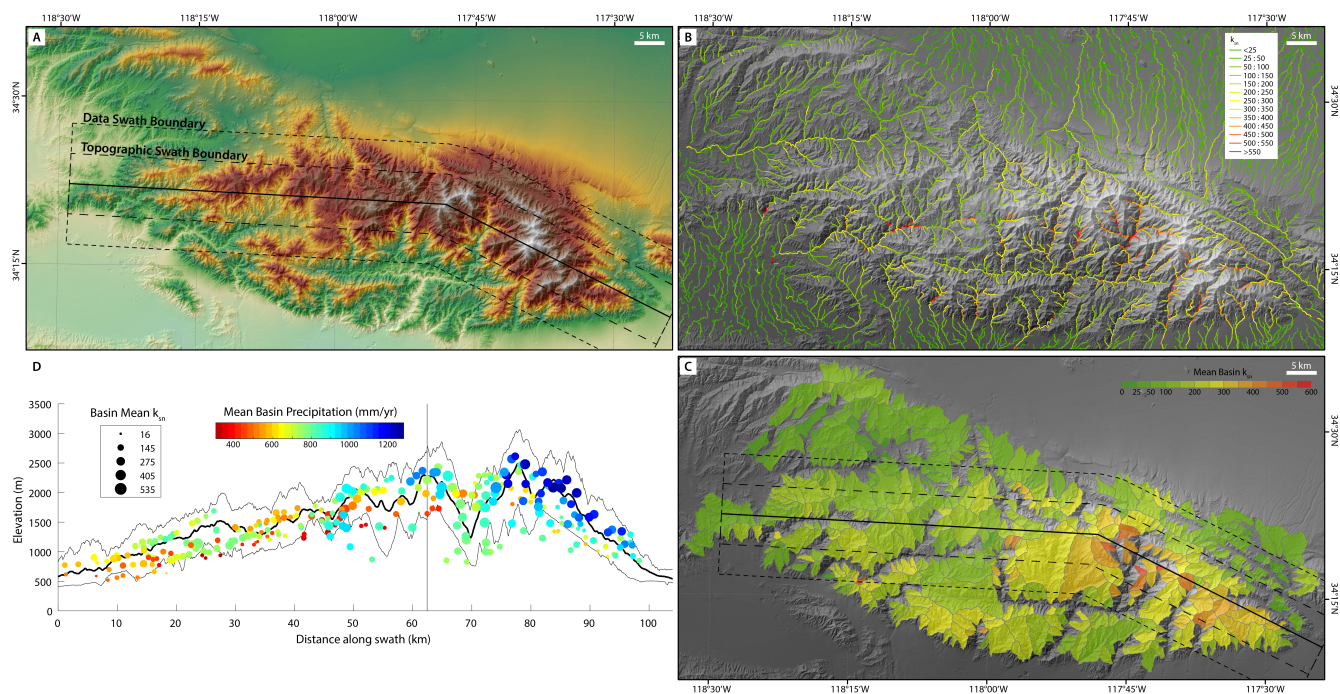 118°30'W 118°15'W 118°00'W 117°45'W 117°30'W
A
5 km
34°30'N
34°15'N
Data Swath Boundary
Topographic Swath Boundary
118°30'W 118°15'W 118°00'W 117°45'W 117°30'W
B
5 km
ksn
<25
25 : 50
50 : 100
100 : 150
150 : 200
200 : 250
250 : 300
300 : 350
350 : 400
400 : 450
450 : 500
500 : 550
>550
34°30'N
34°15'N
D
Basin Mean ksn
16
145
275
405
535
Mean Basin Precipitation (mm/yr)
400 600 800 1000 1200
3500
3000
2500
2000
1500
1000
500
0
Elevation (m)
0 10 20 30 40 50 60 70 80 90 100
Distance along swath (km)
C
5 km
Mean Basin ksn
0 25 50 100 200 300 400 500 600
34°30'N
34°15'N
118°30'W 118°15'W 118°00'W 117°45'W 117°30'W